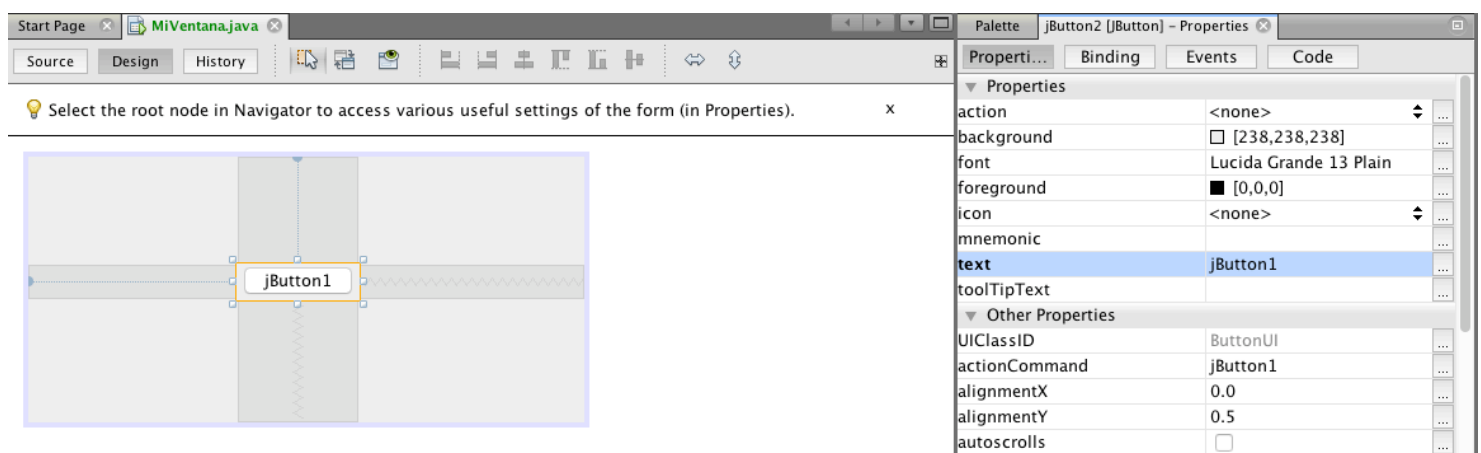 Start Page MiVentana.java
Source Design History
Select the root node in Navigator to access various useful settings of the form (in Properties). x
jButton1
Palette jButton2 [JButton] – Properties
Properti... Binding Events Code
Properties
action <none> ...
background [238,238,238] ...
font Lucida Grande 13 Plain ...
foreground [0,0,0] ...
icon <none> ...
mnemonic ...
text jButton1 ...
toolTipText ...
Other Properties
UIClassID ButtonUI ...
actionCommand jButton1 ...
alignmentX 0.0 ...
alignmentY 0.5 ...
autoscrolls ...